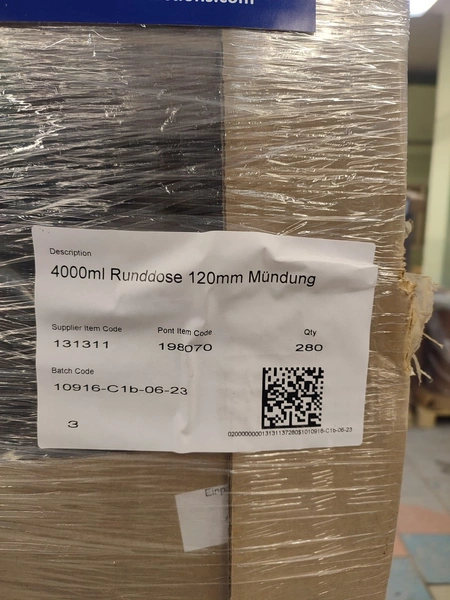 Description
4000ml Runddose 120mm Mündung
Supplier Item Code Pont Item Code Qty
131311 198070 280
Batch Code
10916-C1b-06-23
3